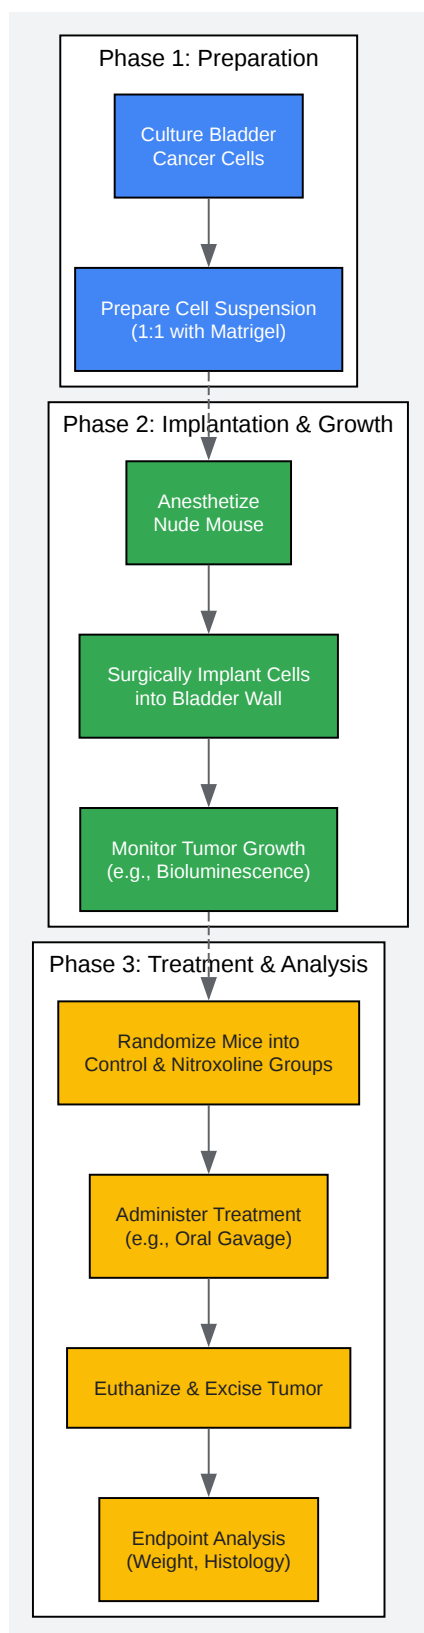 Phase 1: Preparation
Culture Bladder
Cancer Cells
Prepare Cell Suspension
(1:1 with Matrigel)
Phase 2: Implantation & Growth
Anesthetize
Nude Mouse
Surgically Implant Cells
into Bladder Wall
Monitor Tumor Growth
(e.g., Bioluminescence)
Phase 3: Treatment & Analysis
Randomize Mice into
Control & Nitroxoline Groups
Administer Treatment
(e.g., Oral Gavage)
Euthanize & Excise Tumor
Endpoint Analysis
(Weight, Histology)